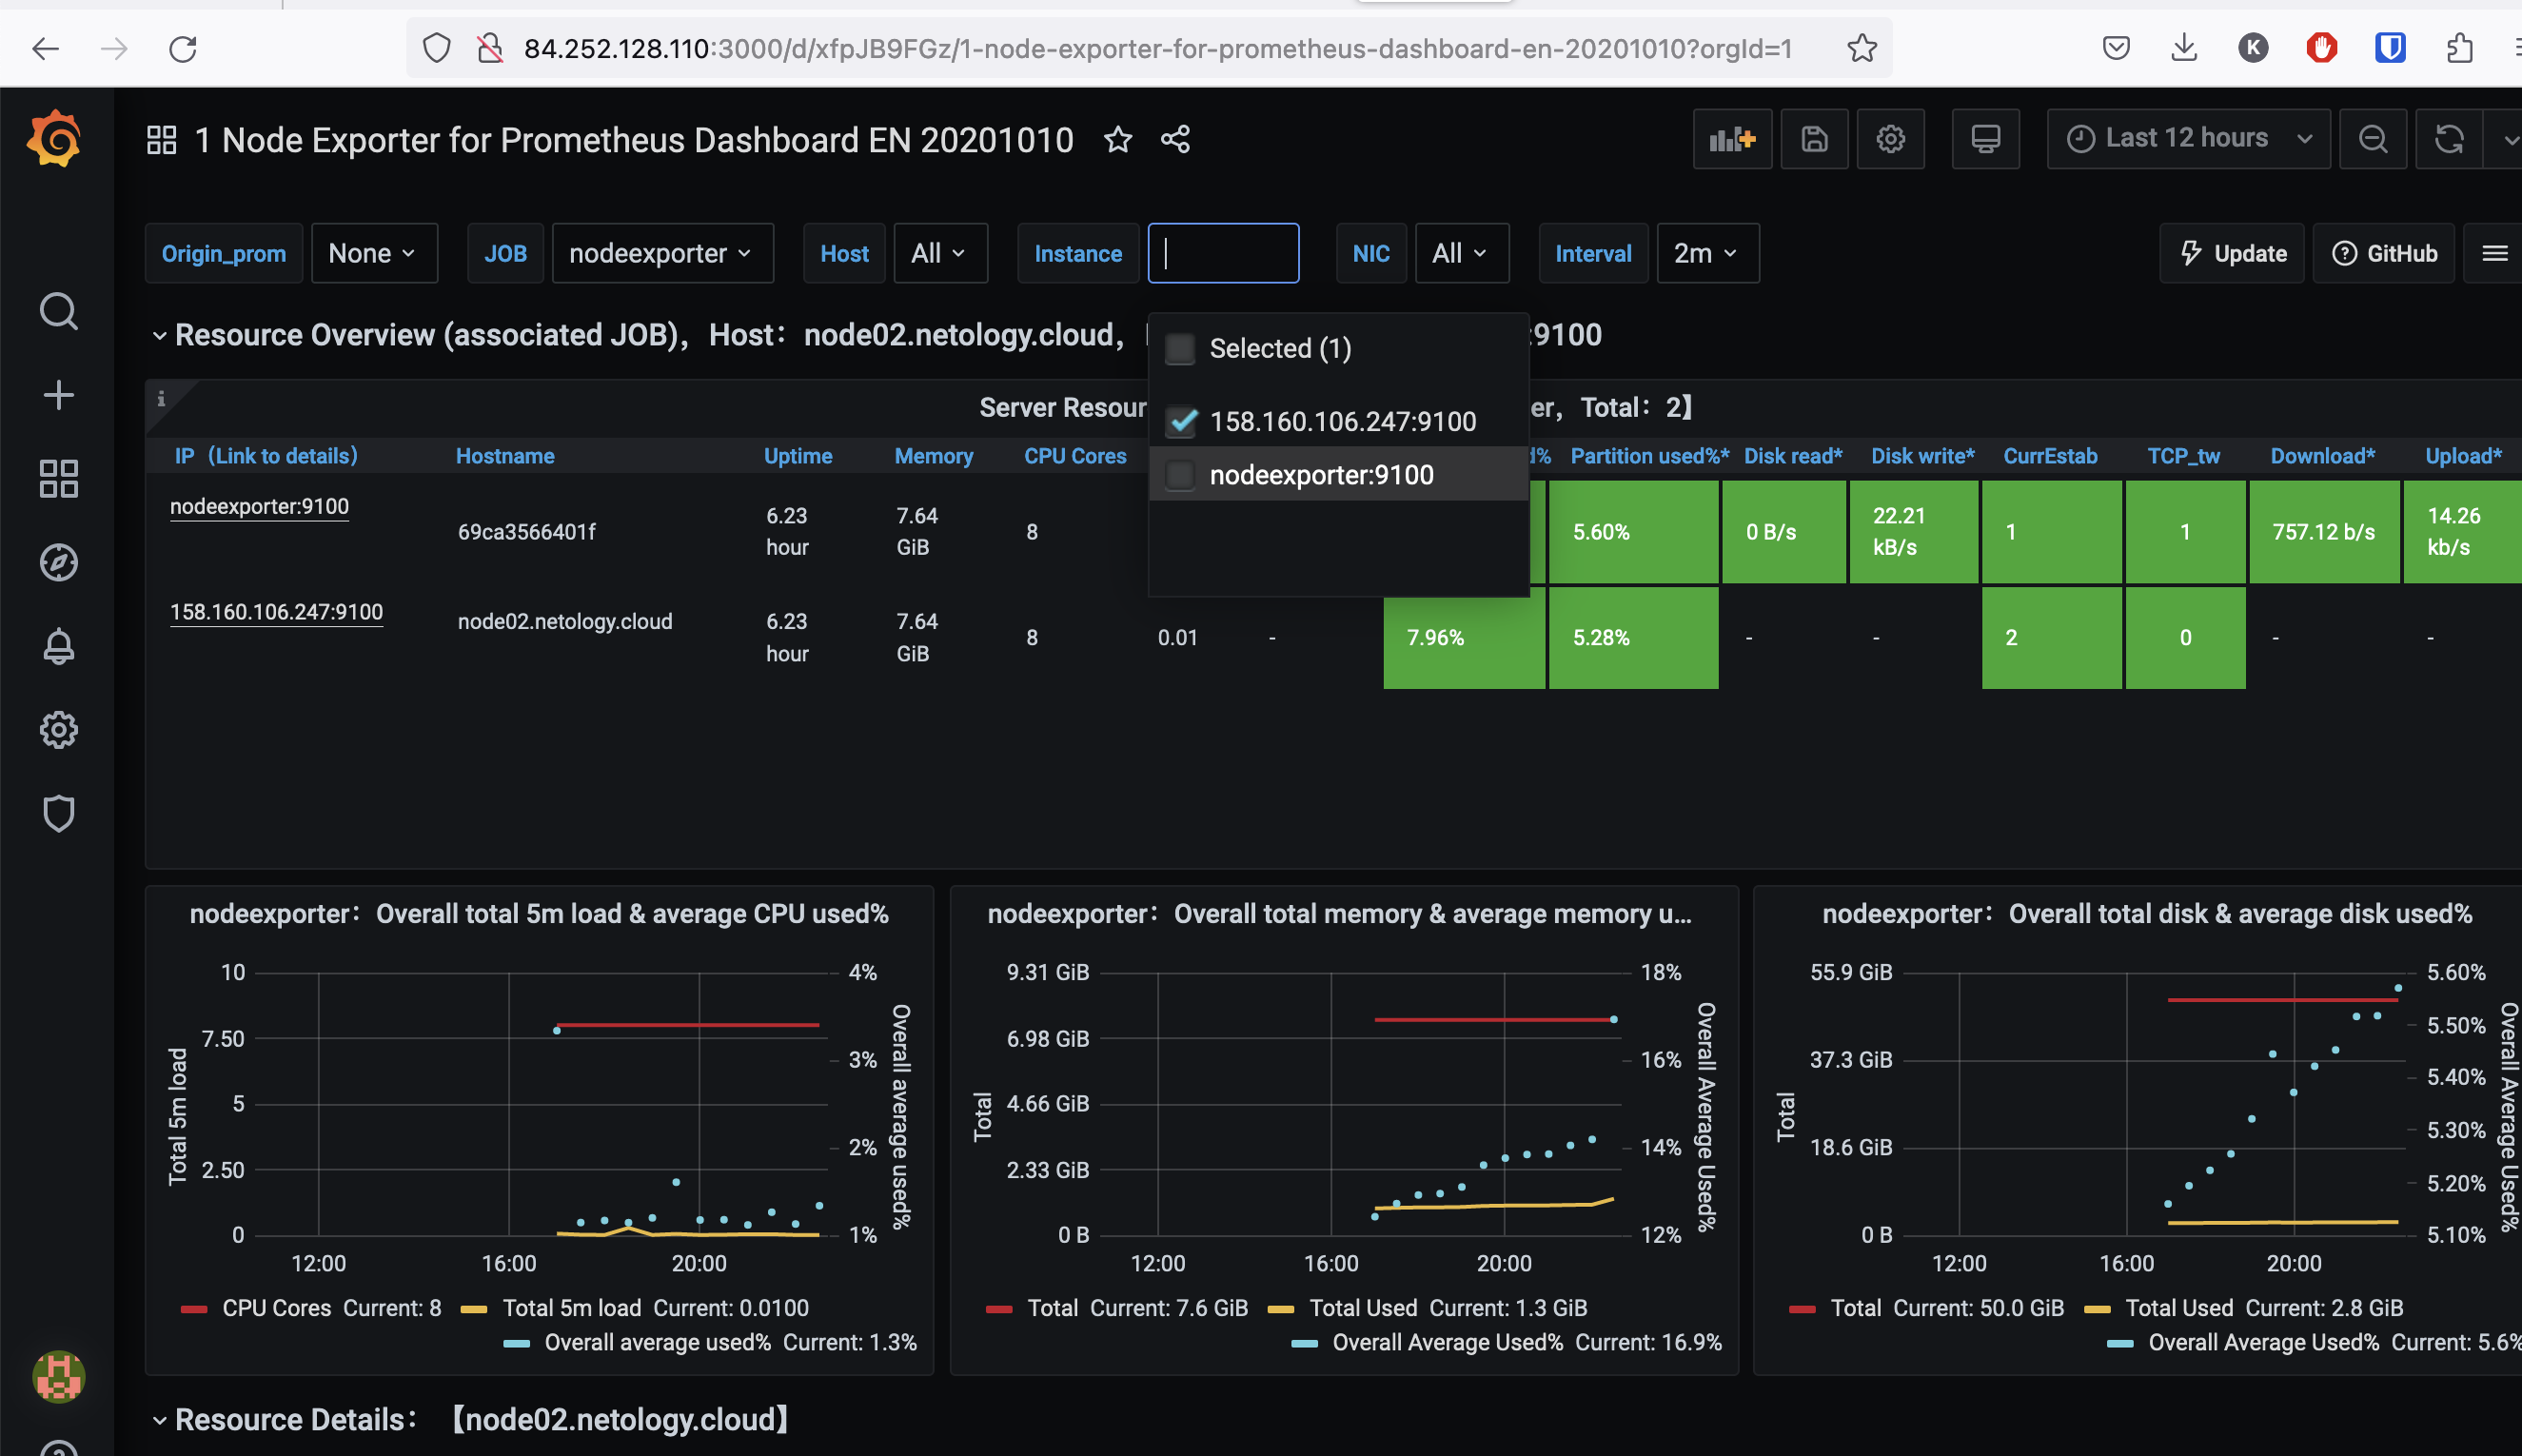 84.252.128.110:3000/d/xfpJB9FGz/1-node-exporter-for-prometheus-dashboard-en-20201010?orgId=1
K
1 Node Exporter for Prometheus Dashboard EN 20201010
Last 12 hours
Origin_prom None JOB nodeexporter Host All Instance NIC All Interval 2m Update GitHub
Resource Overview (associated JOB)，Host：node02.netology.cloud， :9100
Selected (1)
158.160.106.247:9100
nodeexporter:9100
i
Server Resour er，Total：2】
IP（Link to details） Hostname Uptime Memory CPU Cores d% Partition used%* Disk read* Disk write* CurrEstab TCP_tw Download* Upload*
nodeexporter:9100 69ca3566401f 6.23 hour 7.64 GiB 8 5.60% 0 B/s 22.21 kB/s 1 1 757.12 b/s 14.26 kb/s
158.160.106.247:9100 node02.netology.cloud 6.23 hour 7.64 GiB 8 0.01 - 7.96% 5.28% - - 2 0 - -
nodeexporter：Overall total 5m load & average CPU used%
10
7.50
5
2.50
0
Total 5m load
4%
3%
2%
1%
Overall average used%
12:00 16:00 20:00
CPU Cores Current: 8 Total 5m load Current: 0.0100
Overall average used% Current: 1.3%
nodeexporter：Overall total memory & average memory u...
9.31 GiB
6.98 GiB
4.66 GiB
2.33 GiB
0 B
Total
18%
16%
14%
12%
Overall Average Used%
12:00 16:00 20:00
Total Current: 7.6 GiB Total Used Current: 1.3 GiB
Overall Average Used% Current: 16.9%
nodeexporter：Overall total disk & average disk used%
55.9 GiB
37.3 GiB
18.6 GiB
0 B
Total
5.60%
5.50%
5.40%
5.30%
5.20%
5.10%
Overall Average Used%
12:00 16:00 20:00
Total Current: 50.0 GiB Total Used Current: 2.8 GiB
Overall Average Used% Current: 5.6%
Resource Details：【node02.netology.cloud】